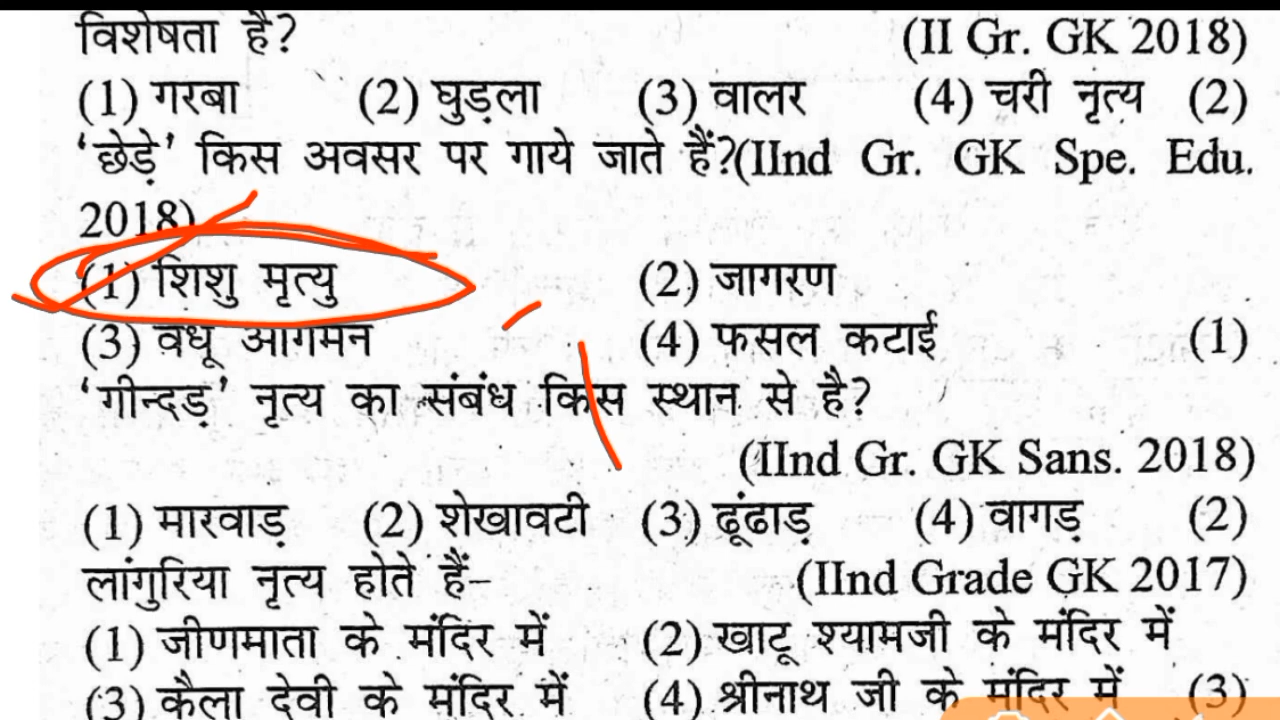 विशेषता है? (II Gr. GK 2018)
(1) गरबा (2) घुड़ला (3) वालर (4) चरी नृत्य (2)
‘छेड़े’ किस अवसर पर गाये जाते हैं?(IInd Gr. GK Spe. Edu.
2018)
(1) शिशु मृत्यु (2) जागरण
(3) वधू आगमन (4) फसल कटाई (1)
‘गीन्दड़’ नृत्य का संबंध किस स्थान से है?
(IInd Gr. GK Sans. 2018)
(1) मारवाड़ (2) शेखावटी (3) ढूंढाड़ (4) वागड़ (2)
लांगुरिया नृत्य होते हैं– (IInd Grade GK 2017)
(1) जीणमाता के मंदिर में (2) खाटू श्यामजी के मंदिर में
(3) कैला देवी के मंदिर में (4) श्रीनाथ जी के मंदिर में (3)